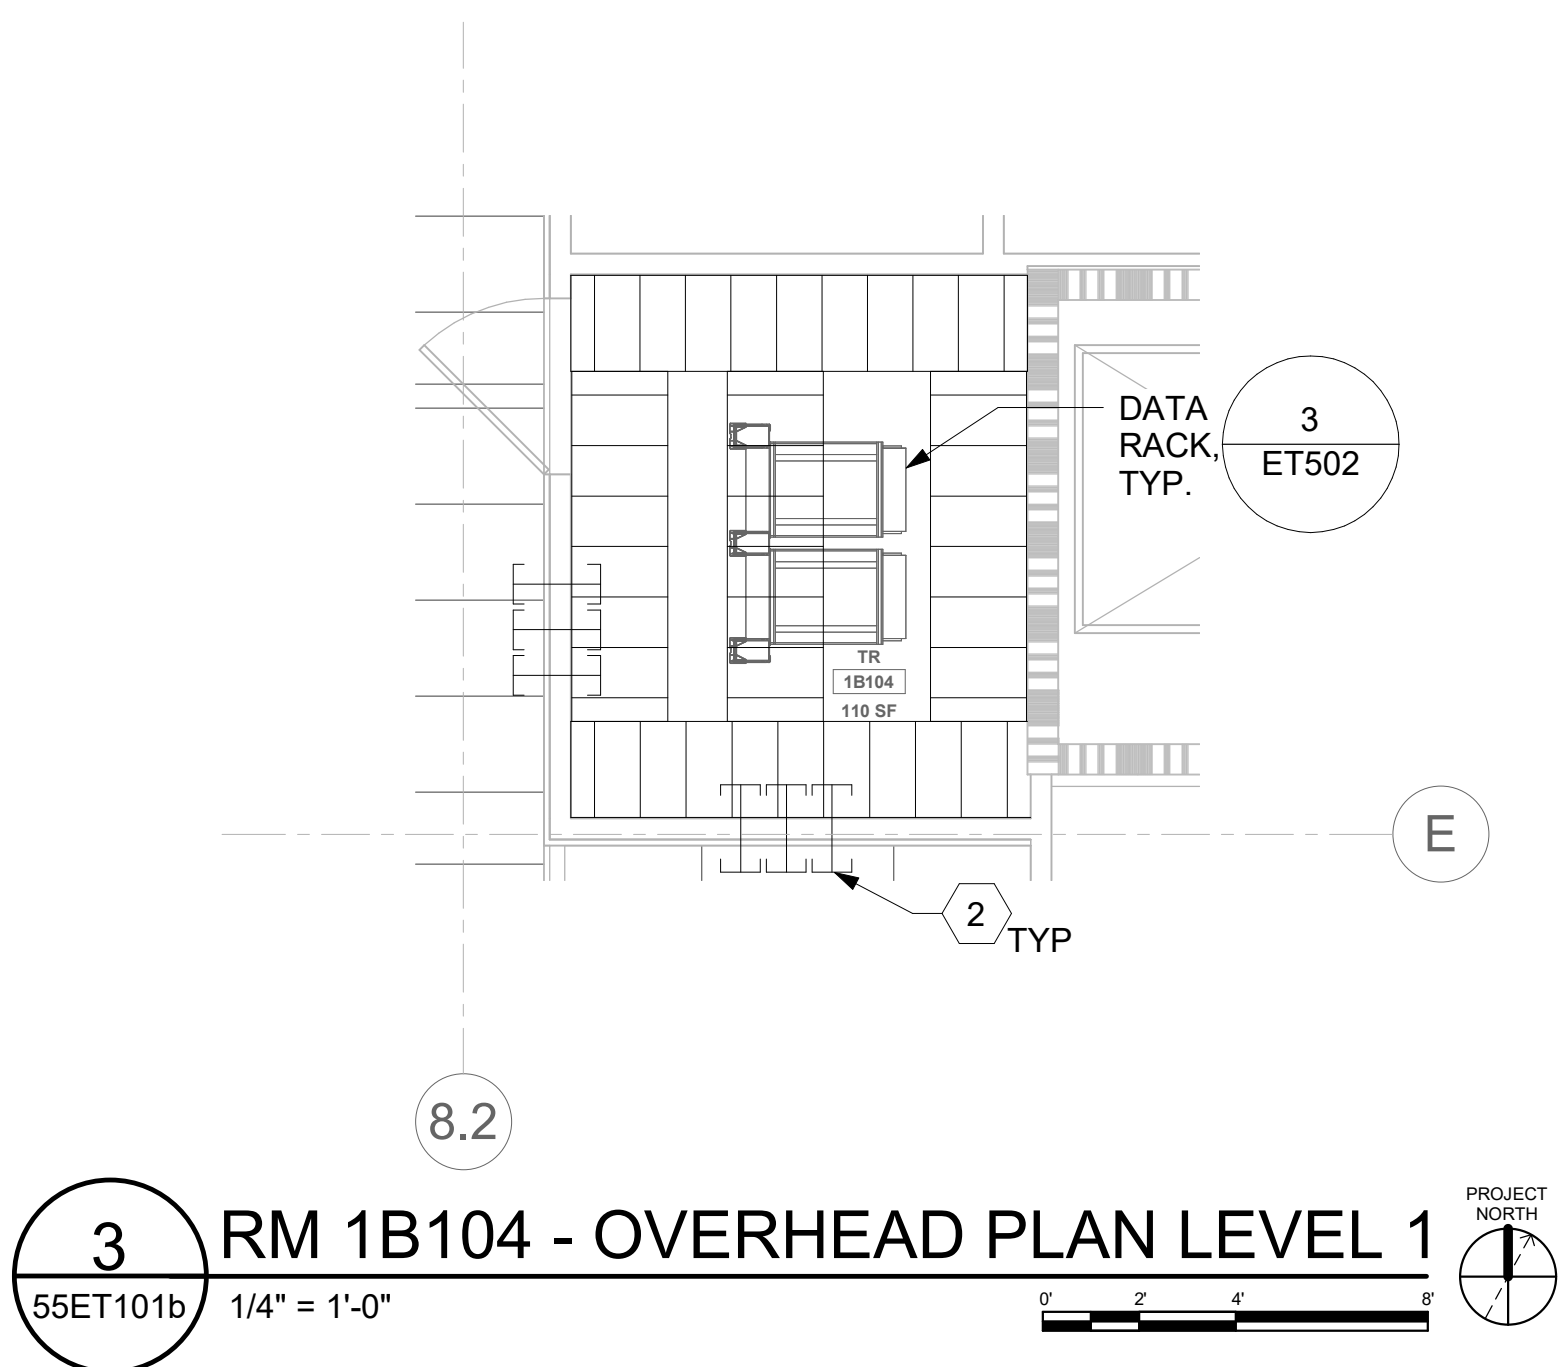 DATA
RACK,
TYP.
3
ET502
TR
1B104
110 SF
E
2
TYP
8.2
3
55ET101b
RM 1B104 - OVERHEAD PLAN LEVEL 1
1/4" = 1'-0"
0' 2' 4' 8'
PROJECT
NORTH